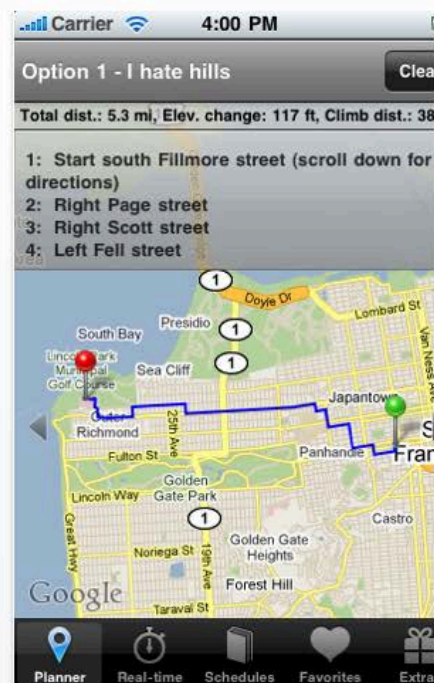 Carrier 4:00 PM
Option 1 - I hate hills
Clea
Total dist.: 5.3 mi, Elev. change: 117 ft, Climb dist.: 38
1: Start south Fillmore street (scroll down for
directions)
2: Right Page street
3: Right Scott street
4: Left Fell street
1
Doyle Dr
Lombard St
South Bay
Presidio
1
Van Ness Ave
Lincoln Park
Municipal
Golf Course
Sea Cliff
1
Japantown
Outer
Richmond
25th Ave
S
Fulton St
Panhandle
Fran
Golden
Gate Park
Lincoln Way
1
Castro
Great Hwy
Noriega St
19th Ave
Golden Gate
Heights
Forest Hill
Google
Taraval St
Planner Real-time Schedules Favorites Extra